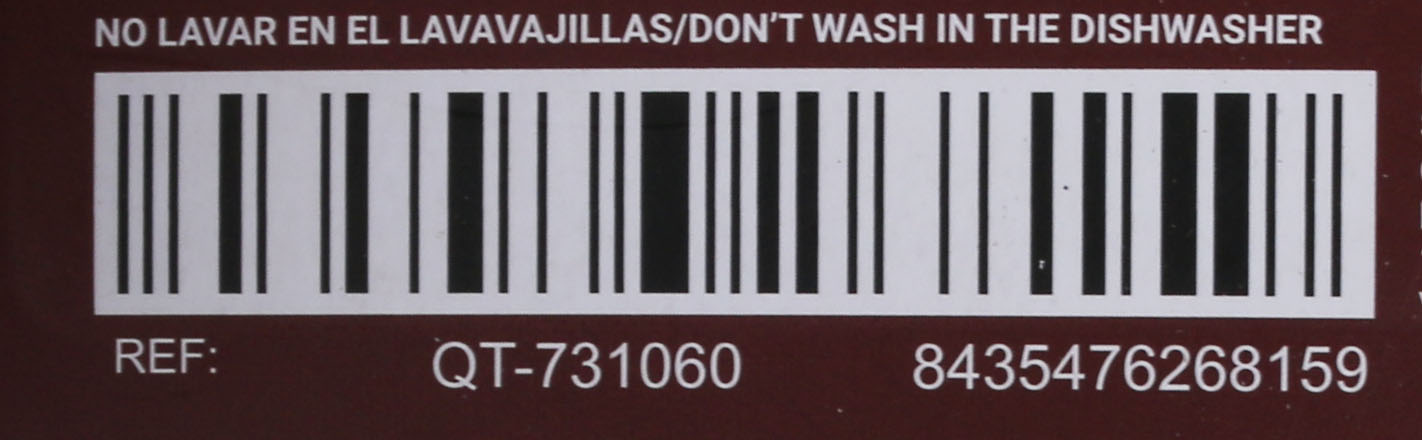 NO LAVAR EN EL LAVAVAJILLAS/DON'T WASH IN THE DISHWASHER
REF: QT-731060 8435476268159